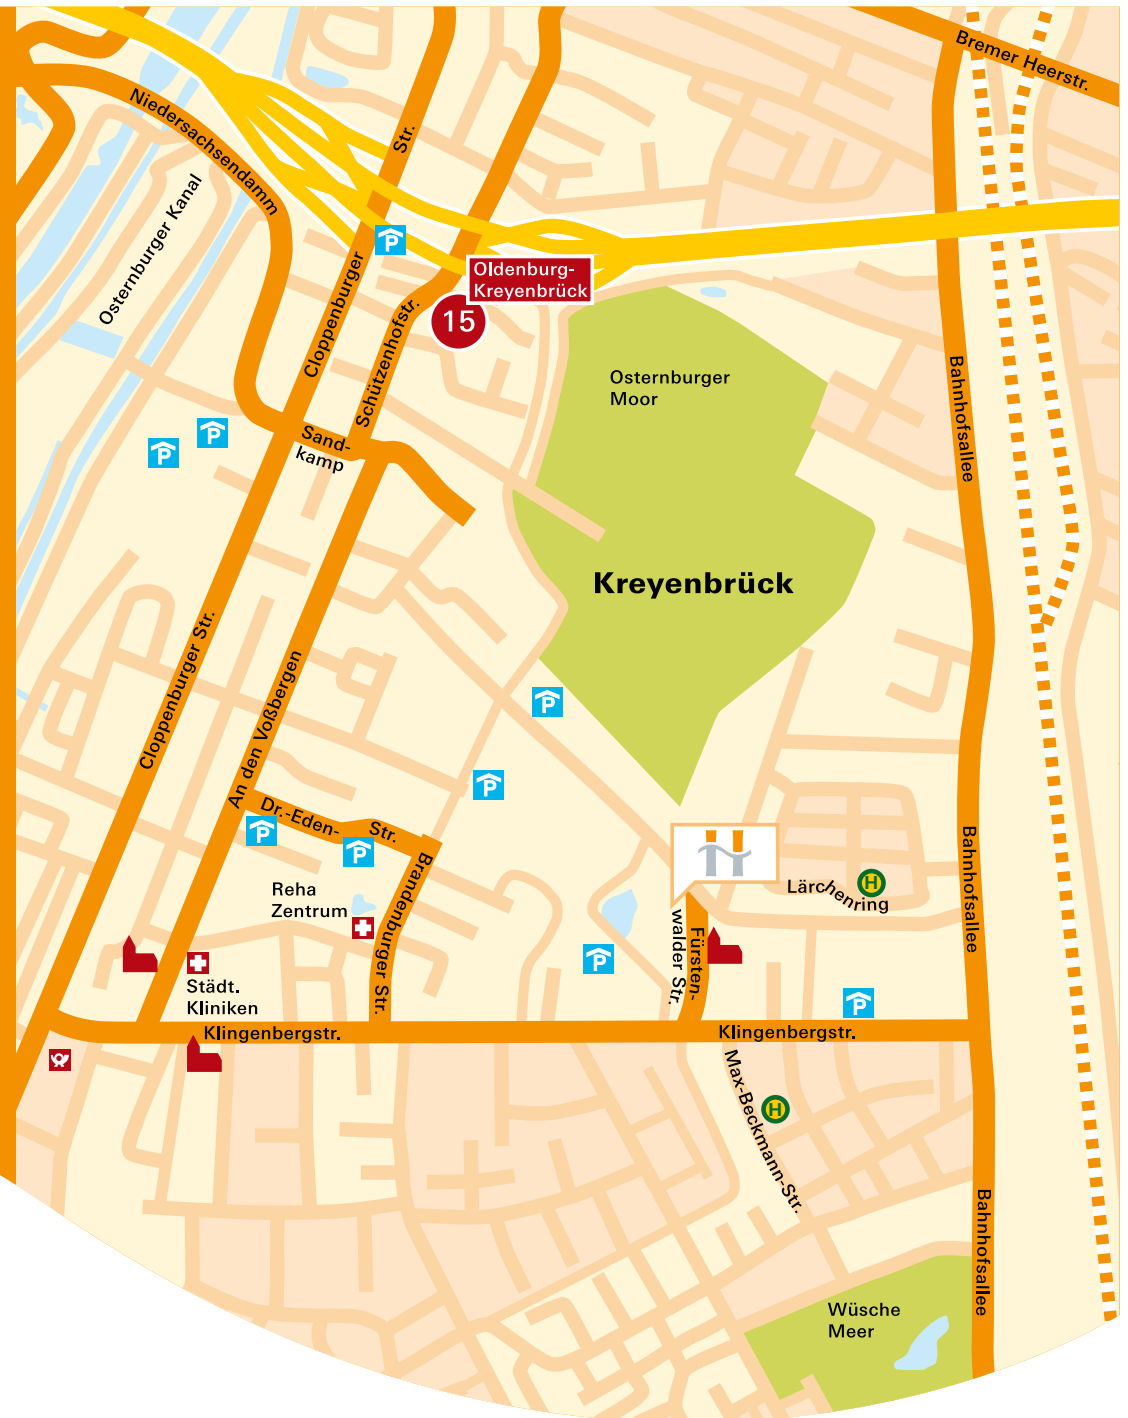 Bremer Heerstr.
Niedersachsendamm
Str.
Osternburger Kanal
P
Cloppenburger
Oldenburg-
Kreyenbrück
15
Schützenhofstr.
Osternburger
Moor
Bahnhofsallee
P
P
Sand-
kamp
Kreyenbrück
Cloppenburger Str.
An den Voßbergen
P
P
Dr.-Eden-
Str.
P
P
Brandenburger Str.
Bahnhofsallee
Reha
Zentrum
Lärchenring
H
Fürsten-
walder Str.
P
Städt.
Kliniken
P
Klingenbergstr.
Klingenbergstr.
Max-Beckmann-Str.
H
Bahnhofsallee
Wüsche
Meer